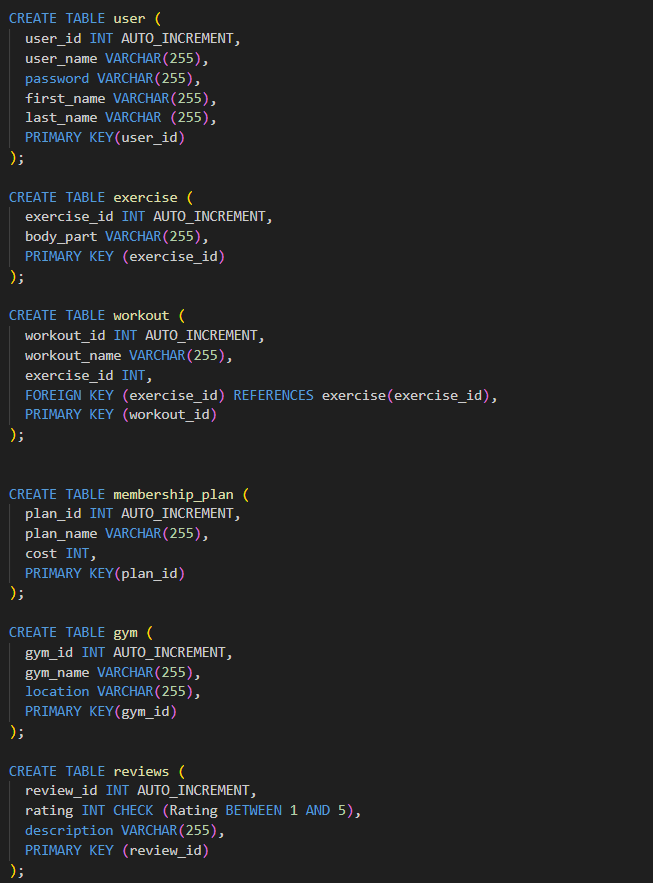 CREATE TABLE user (
  user_id INT AUTO_INCREMENT,
  user_name VARCHAR(255),
  password VARCHAR(255),
  first_name VARCHAR(255),
  last_name VARCHAR (255),
  PRIMARY KEY(user_id)
);

CREATE TABLE exercise (
  exercise_id INT AUTO_INCREMENT,
  body_part VARCHAR(255),
  PRIMARY KEY (exercise_id)
);

CREATE TABLE workout (
  workout_id INT AUTO_INCREMENT,
  workout_name VARCHAR(255),
  exercise_id INT,
  FOREIGN KEY (exercise_id) REFERENCES exercise(exercise_id),
  PRIMARY KEY (workout_id)
);


CREATE TABLE membership_plan (
  plan_id INT AUTO_INCREMENT,
  plan_name VARCHAR(255),
  cost INT,
  PRIMARY KEY(plan_id)
);

CREATE TABLE gym (
  gym_id INT AUTO_INCREMENT,
  gym_name VARCHAR(255),
  location VARCHAR(255),
  PRIMARY KEY(gym_id)
);

CREATE TABLE reviews (
  review_id INT AUTO_INCREMENT,
  rating INT CHECK (Rating BETWEEN 1 AND 5),
  description VARCHAR(255),
  PRIMARY KEY (review_id)
);